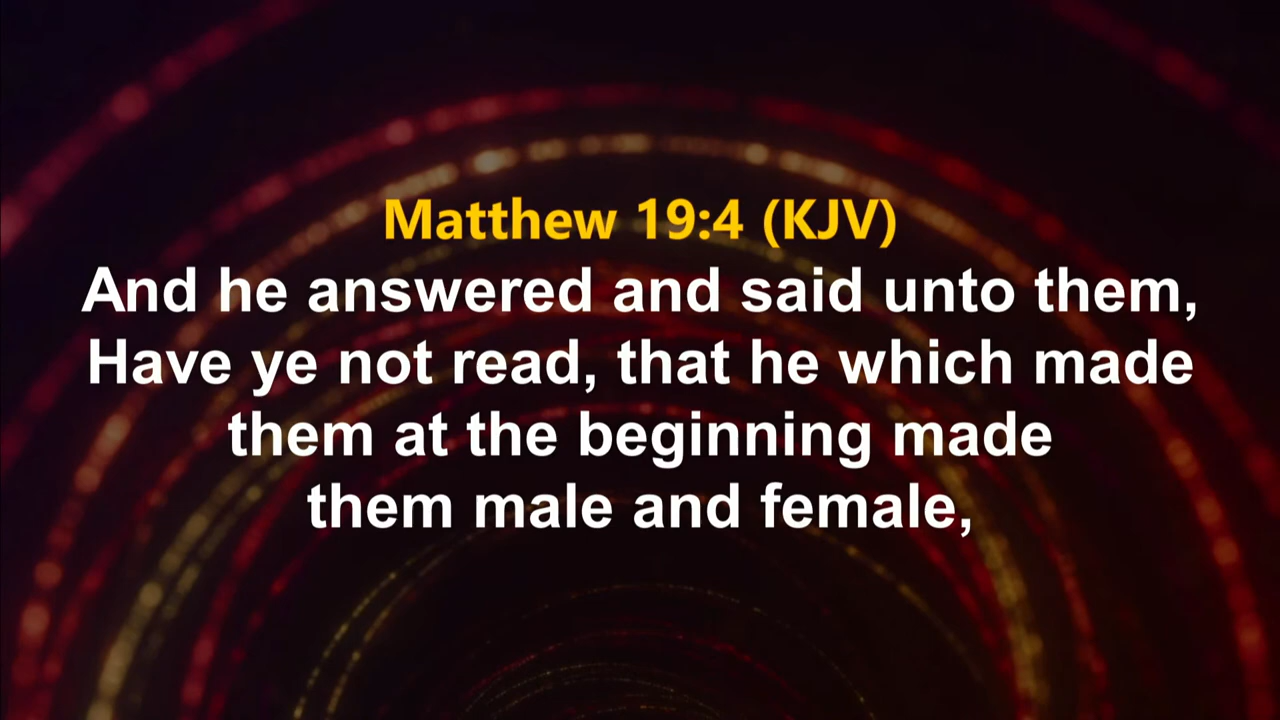 Matthew 19:4 (KJV)
And he answered and said unto them,
Have ye not read, that he which made
them at the beginning made
them male and female,